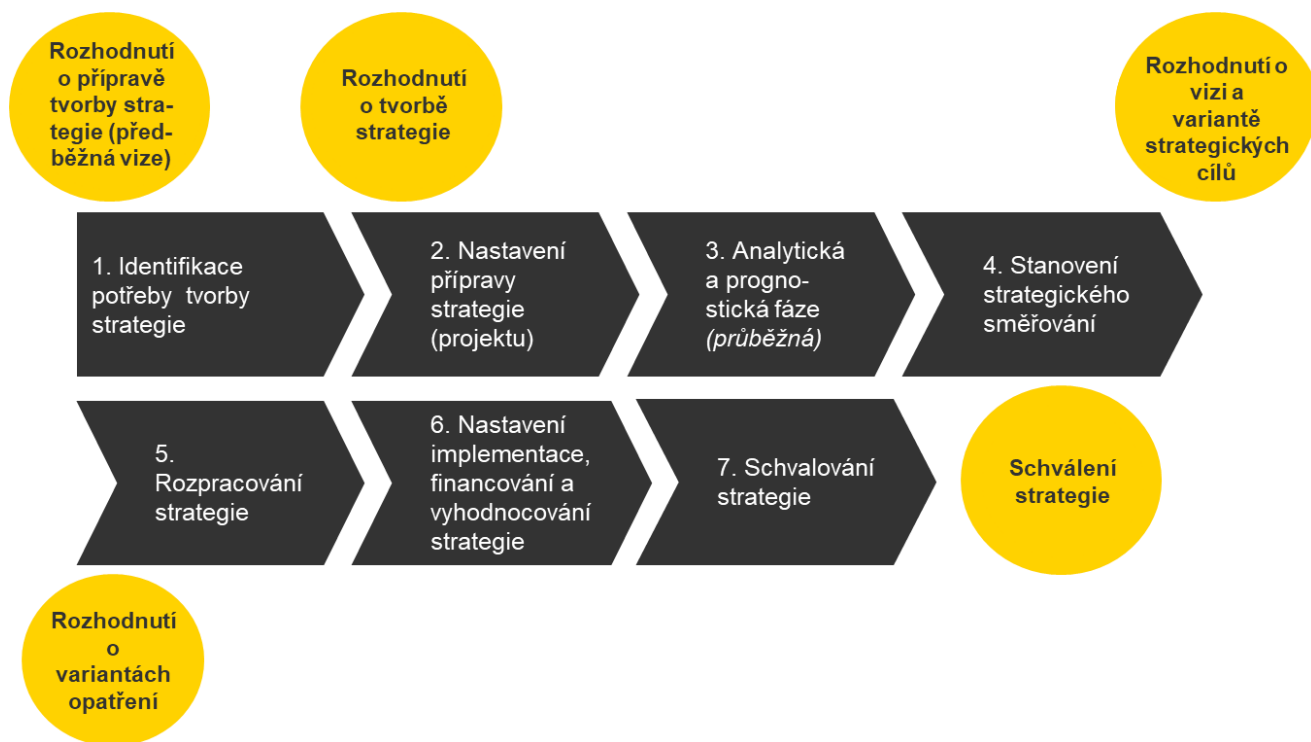 Rozhodnutí
o přípravě
tvorby stra-
tegie (před-
běžná vize)
Rozhodnutí
o tvorbě
strategie
Rozhodnutí o
vizi a
variantě
strategických
cílů
1. Identifikace
potřeby tvorby
strategie
2. Nastavení
přípravy
strategie
(projektu)
3. Analytická
a progno-
stická fáze
(průběžná)
4. Stanovení
strategického
směřování
5.
Rozpracování
strategie
6. Nastavení
implementace,
financování a
vyhodnocování
strategie
7. Schvalování
strategie
Schválení
strategie
Rozhodnutí
o
variantách
opatření